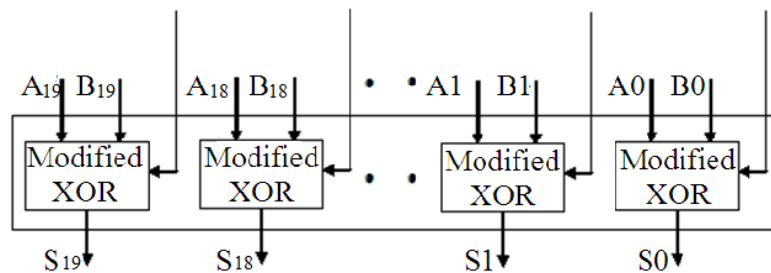 A19 B19 A18 B18 A1 B1 A0 B0
Modified Modified Modified Modified
XOR XOR XOR XOR
S19 S18 S1 S0